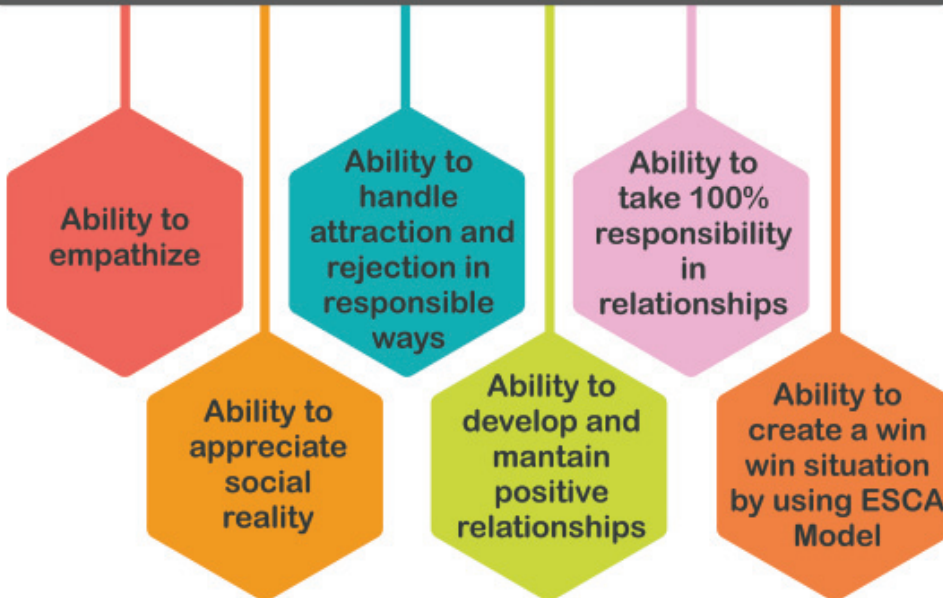 Ability to
empathize
Ability to
appreciate
social
reality
Ability to
handle
attraction and
rejection in
responsible
ways
Ability to
develop and
mantain
positive
relationships
Ability to
take 100%
responsibility
in
relationships
Ability to
create a win
win situation
by using ESCA
Model